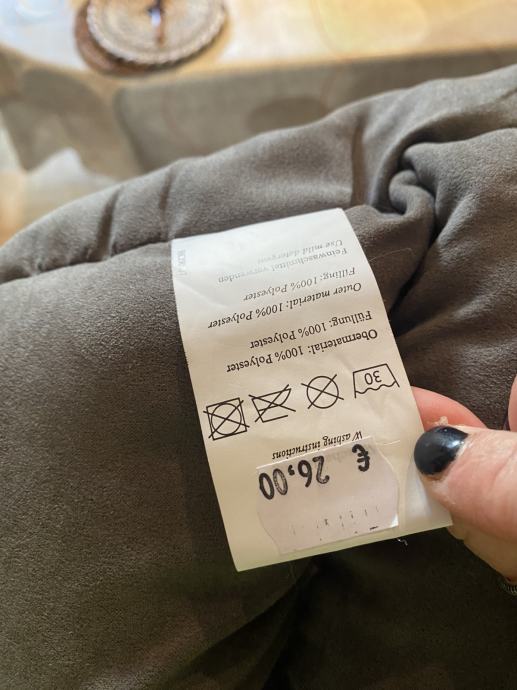 € 26,00
Washing instructions
30
Obermaterial: 100% Polyester
Füllung: 100% Polyester
Outer material: 100% Polyester
Filling: 100% Polyester
Feinwaschmittel verwenden
Use mild detergent